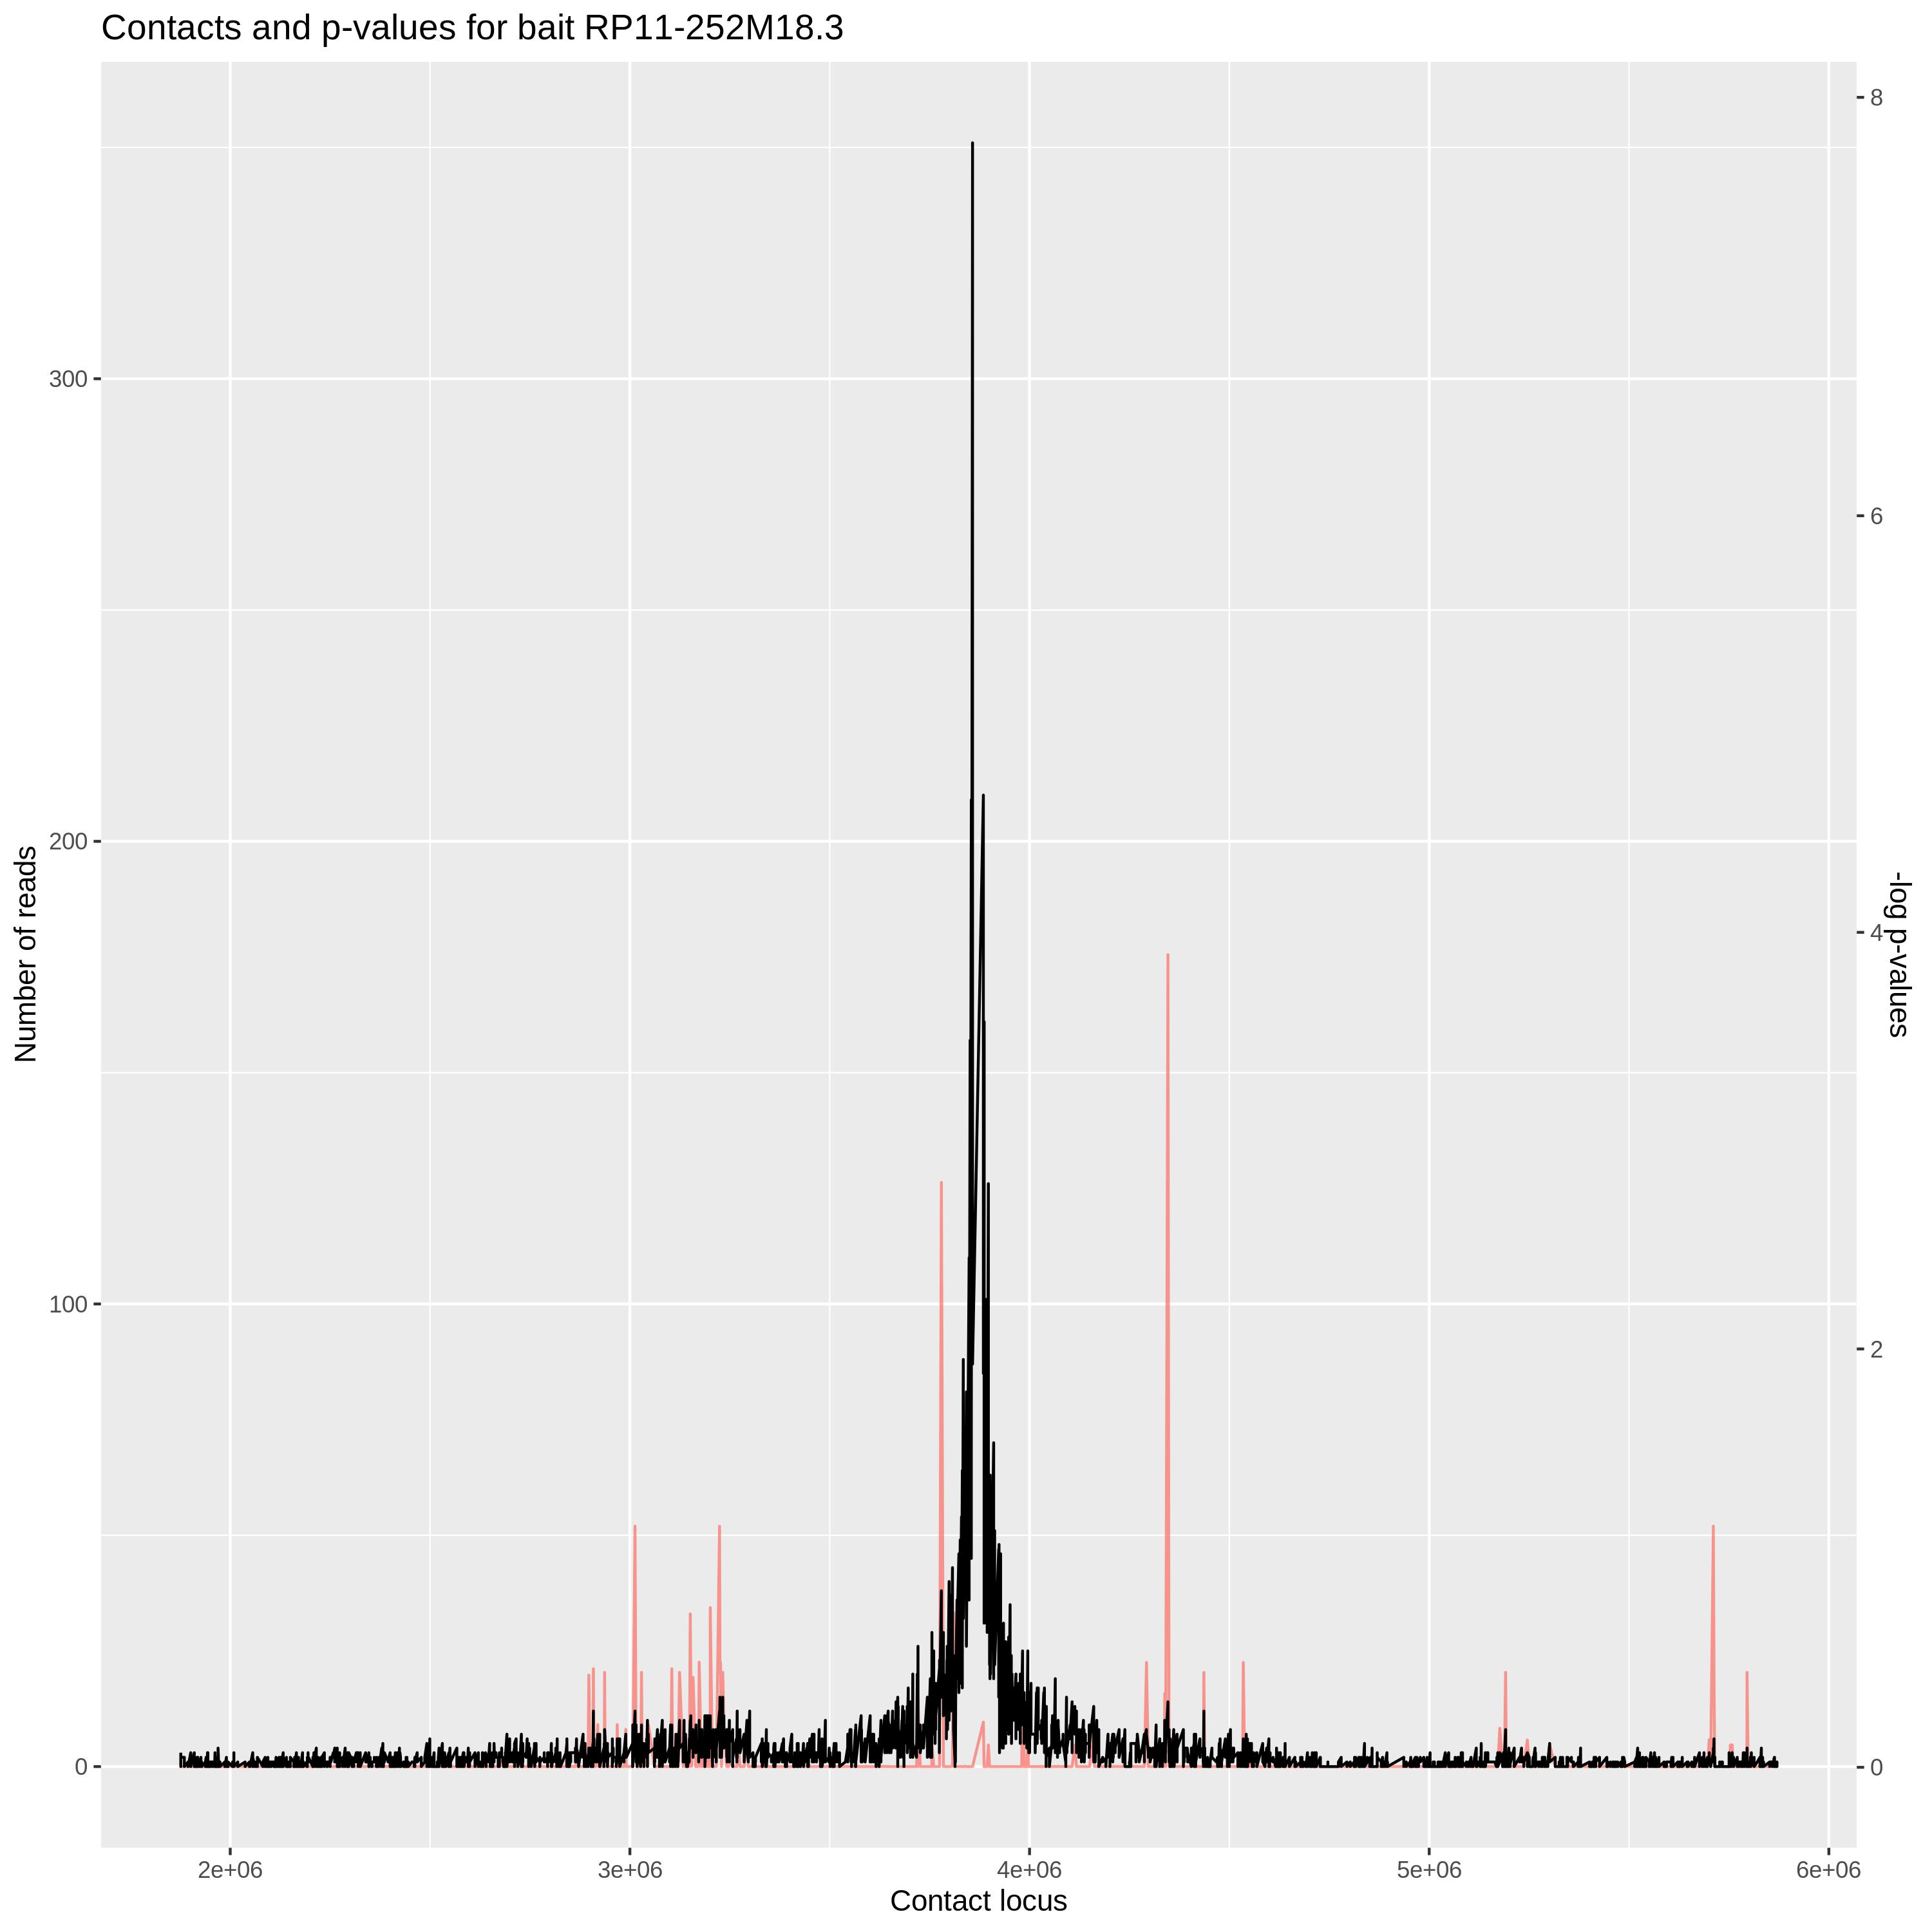 Contacts and p-values for bait RP11-252M18.3
Number of reads
300
200
100
0
8
6
4
2
0
-log p-values
2e+06
3e+06
4e+06
5e+06
6e+06
Contact locus